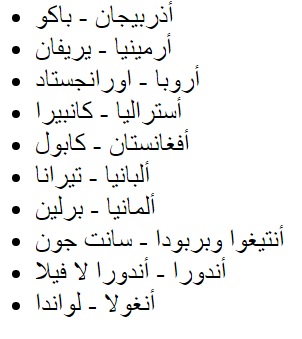 أذربيجان - باكو
أرمينيا - يريفان
أروبا - اورانجستاد
أستراليا - كانبيرا
أفغانستان - كابول
ألبانيا - تيرانا
ألمانيا - برلين
أنتيغوا وبربودا - سانت جون
أندورا - أندورا لا فيلا
أنغولا - لواندا